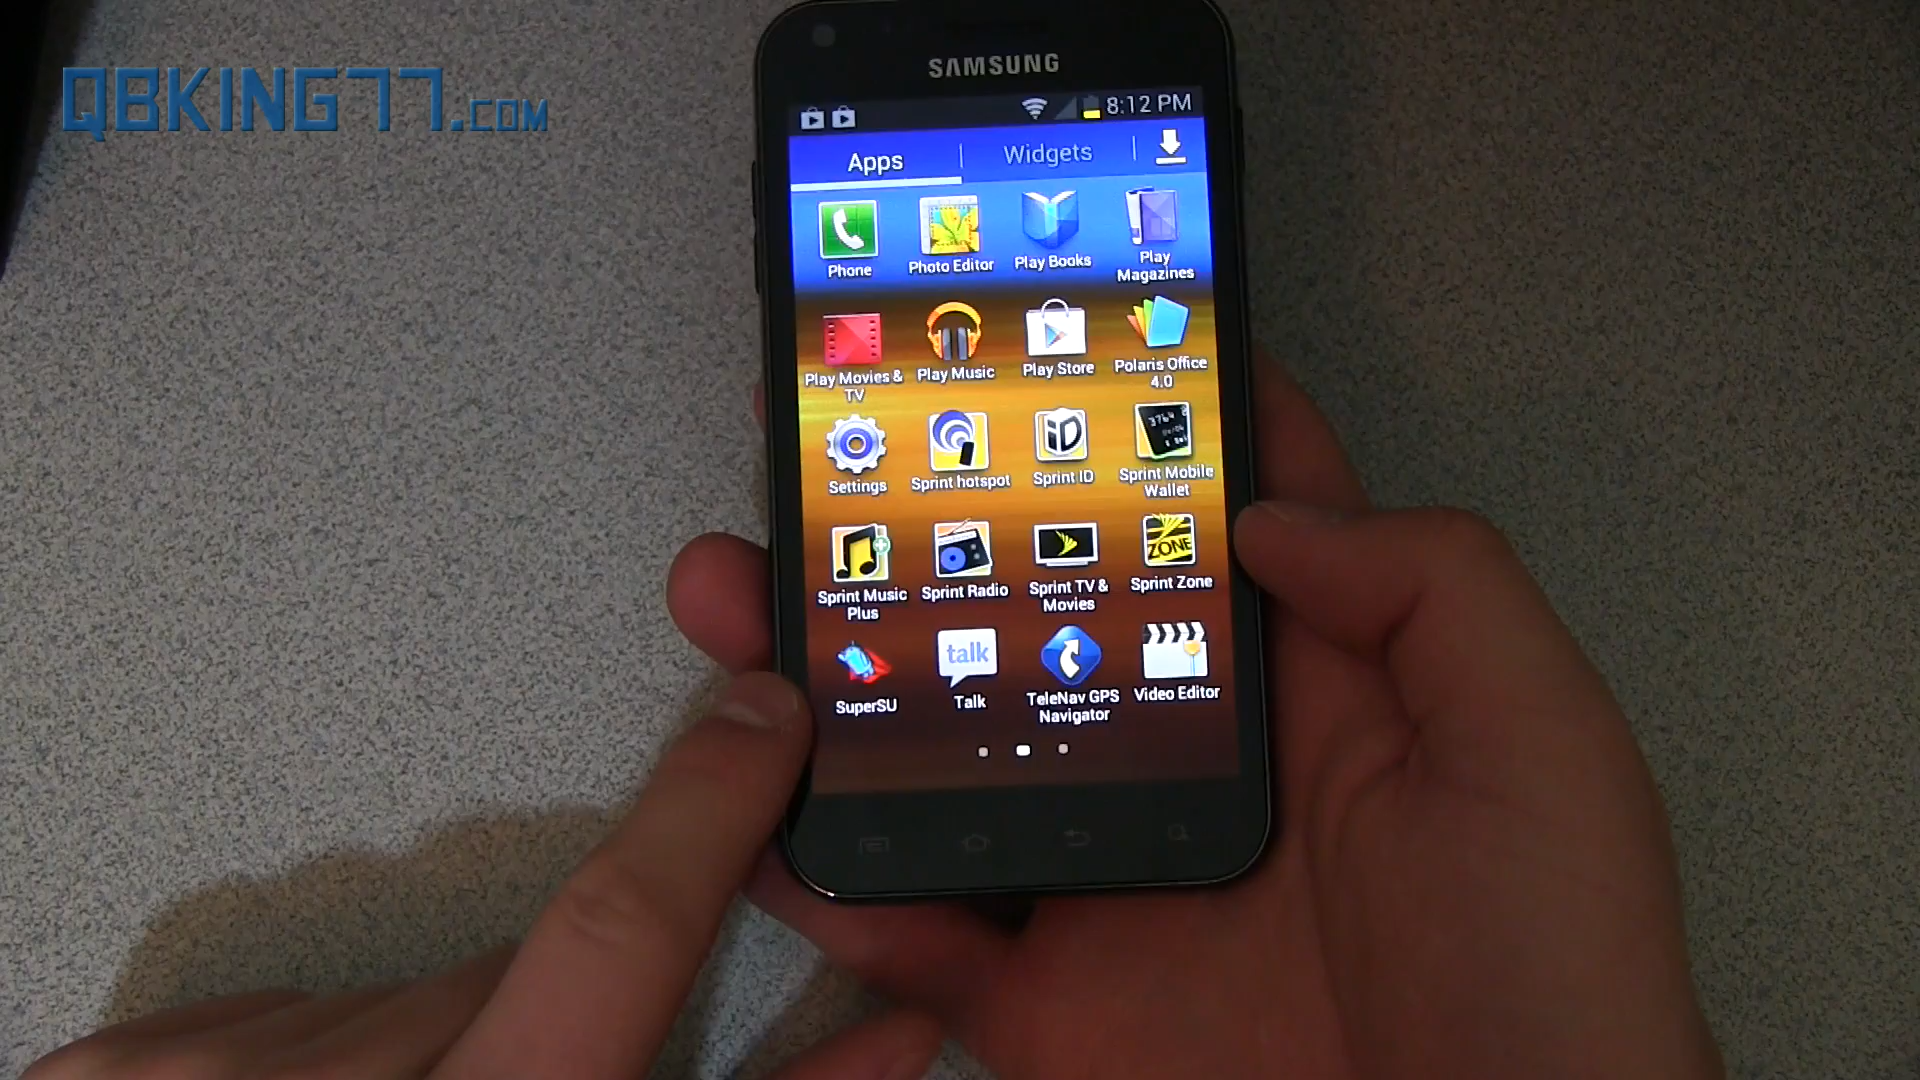 QBKING77.COM
SAMSUNG
8:12 PM
Apps
Widgets
Phone
Photo Editor
Play Books
Play
Magazines
Play Movies &
TV
Play Music
Play Store
Polaris Office
4.0
Settings
Sprint hotspot
iD
Sprint ID
3764
Sprint Mobile
Wallet
Sprint Music
Plus
Sprint Radio
Sprint TV &
Movies
ZONE
Sprint Zone
SuperSU
talk
Talk
TeleNav GPS
Navigator
Video Editor